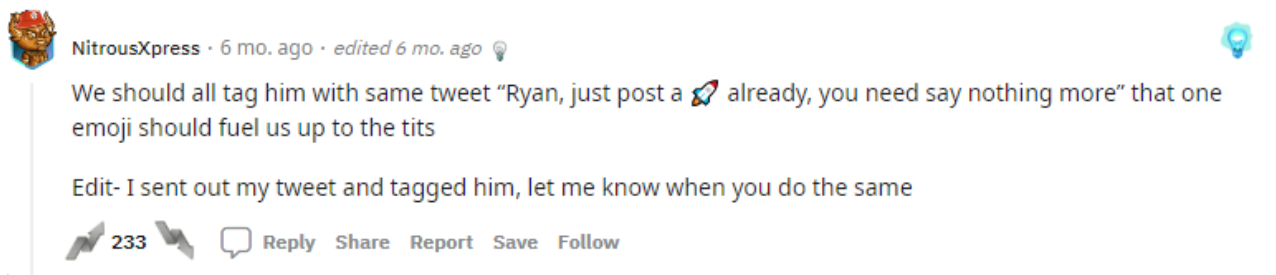 NitrousXpress · 6 mo. ago · edited 6 mo. ago
We should all tag him with same tweet “Ryan, just post a 🚀 already, you need say nothing more” that one
emoji should fuel us up to the tits
Edit- I sent out my tweet and tagged him, let me know when you do the same
233 Reply Share Report Save Follow